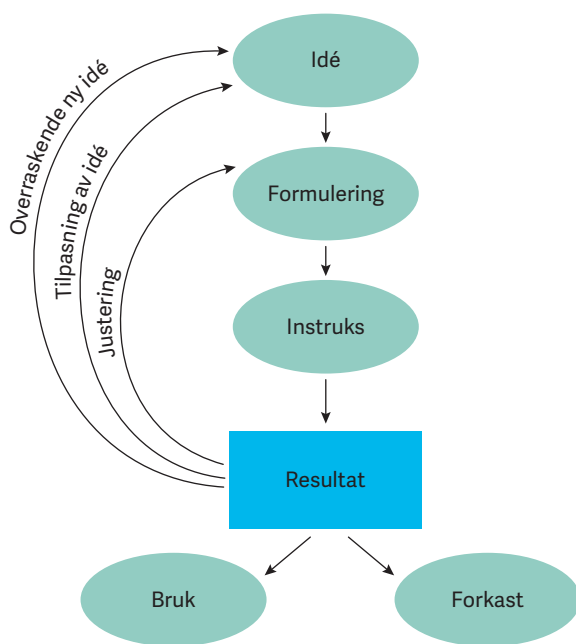 Idé
Overraskende ny idé
Tilpasning av idé
Justering
Formulering
Instruks
Resultat
Bruk
Forkast